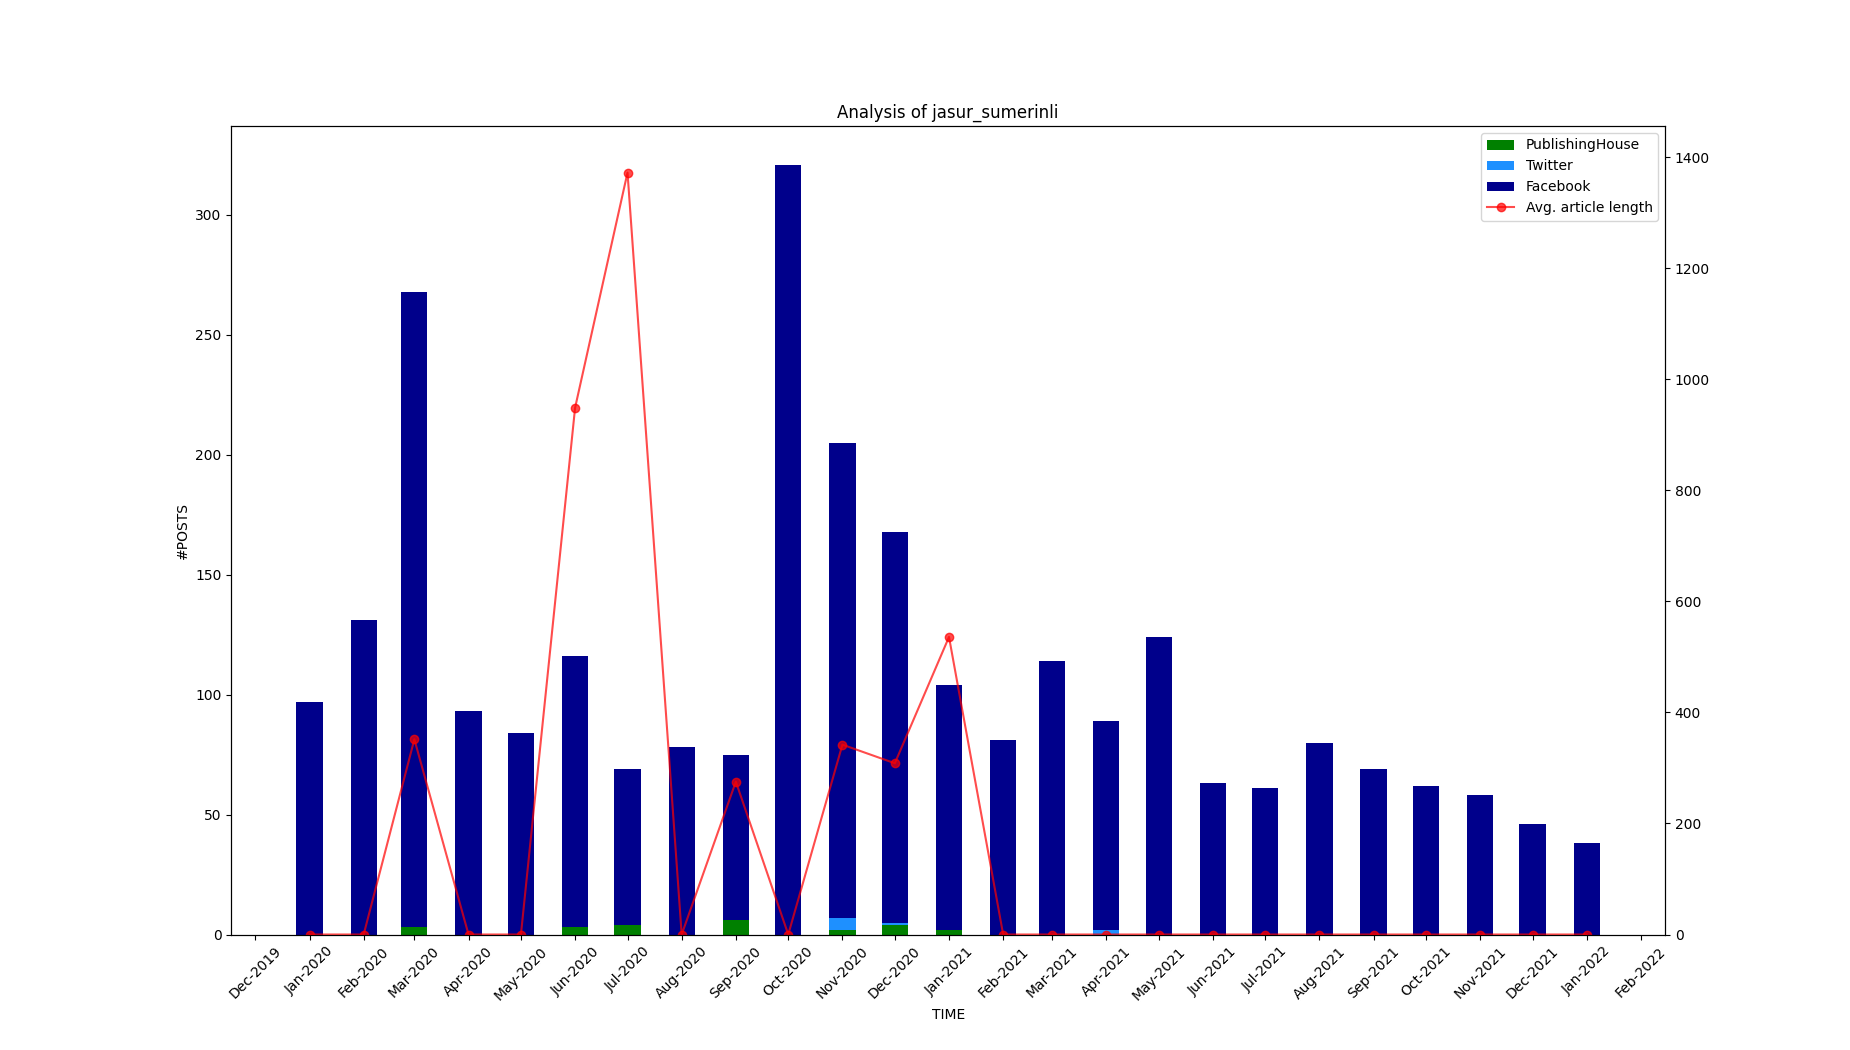 Analysis of jasur_sumerinli
PublishingHouse
Twitter
Facebook
Avg. article length
#POSTS
300
250
200
150
100
50
0
1400
1200
1000
800
600
400
200
0
Dec-2019
Jan-2020
Feb-2020
Mar-2020
Apr-2020
May-2020
Jun-2020
Jul-2020
Aug-2020
Sep-2020
Oct-2020
Nov-2020
Dec-2020
Jan-2021
Feb-2021
Mar-2021
Apr-2021
May-2021
Jun-2021
Jul-2021
Aug-2021
Sep-2021
Oct-2021
Nov-2021
Dec-2021
Jan-2022
Feb-2022
TIME